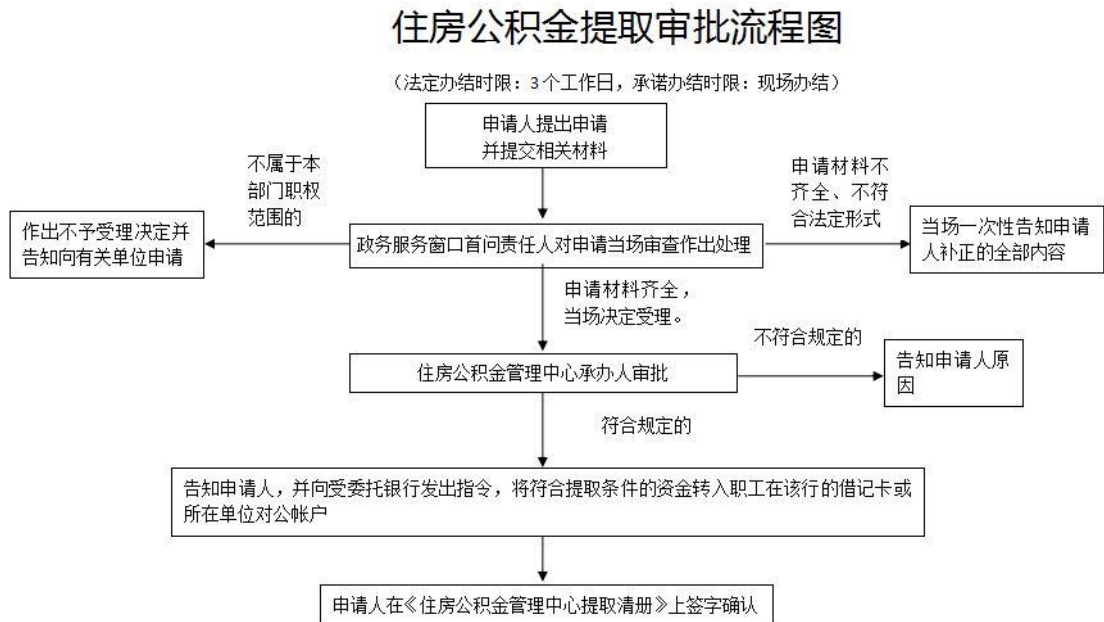 住房公积金提取审批流程图
（法定办结时限：3个工作日，承诺办结时限：现场办结）
申请人提出申请
并提交相关材料
不属于本
部门职权
范围的
申请材料不
齐全、不符
合法定形式
作出不予受理决定并
告知向有关单位申请
政务服务窗口首问责任人对申请当场审查作出处理
当场一次性告知申请
人补正的全部内容
申请材料齐全，
当场决定受理。
不符合规定的
住房公积金管理中心承办人审批
告知申请人原
因
符合规定的
告知申请人，并向受委托银行发出指令，将符合提取条件的资金转入职工在该行的借记卡或
所在单位对公帐户
申请人在《住房公积金管理中心提取清册》上签字确认